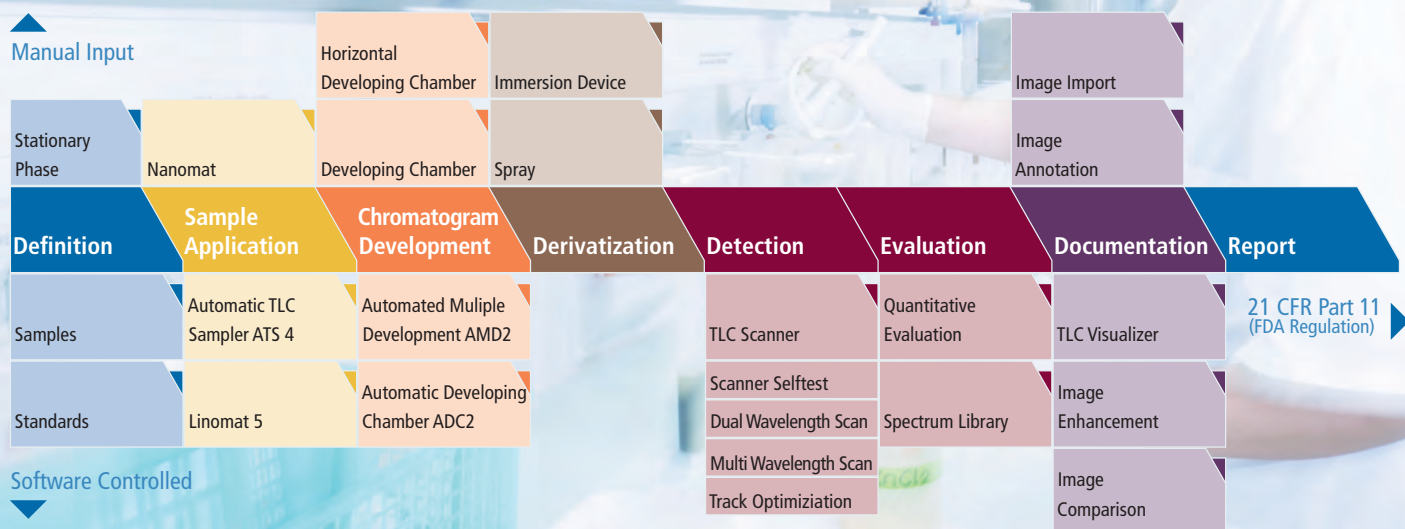 Manual Input
Horizontal
Developing Chamber
Immersion Device
Image Import
Stationary
Phase
Nanomat
Developing Chamber
Spray
Image
Annotation
Definition
Sample
Application
Chromatogram
Development
Derivatization
Detection
Evaluation
Documentation
Report
Samples
Automatic TLC
Sampler ATS 4
Automated Muliple
Development AMD2
TLC Scanner
Quantitative
Evaluation
TLC Visualizer
21 CFR Part 11
(FDA Regulation)
Standards
Linomat 5
Automatic Developing
Chamber ADC2
Scanner Selftest
Dual Wavelength Scan
Multi Wavelength Scan
Track Optimiziation
Spectrum Library
Image
Enhancement
Image
Comparison
Software Controlled